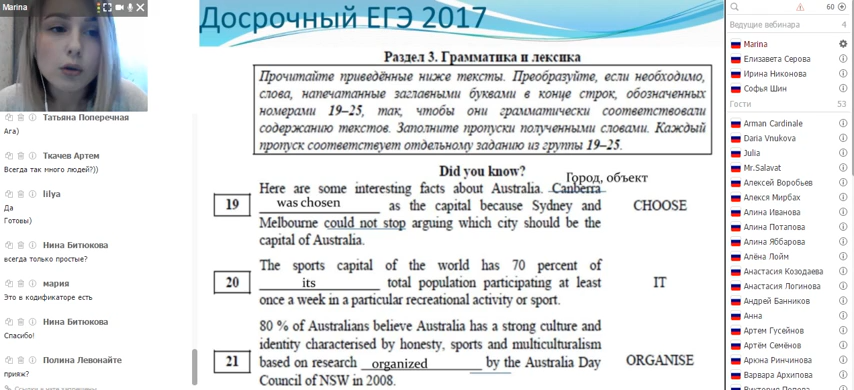 Marina
Татьяна Поперечная
Ага)
Ткачев Артем
Всегда так много людей?))
lilya
Да
Готовы)
Нина Битюкова
всегда только простые?
мария
Это в кодификаторе есть
Нина Битюкова
Спасибо!
Полина Левонайте
прияж?
Досрочный ЕГЭ 2017
Раздел 3. Грамматика и лексика
Прочитайте приведённые ниже тексты. Преобразуйте, если необходимо,
слова, напечатанные заглавными буквами в конце строк, обозначенных
номерами 19–25, так, чтобы они грамматически соответствовали
содержанию текстов. Заполните пропуски полученными словами. Каждый
пропуск соответствует отдельному заданию из группы 19–25.
Did you know?
Город, объект
Here are some interesting facts about Australia. Canberra
19 was chosen as the capital because Sydney and CHOOSE
Melbourne could not stop arguing which city should be the
capital of Australia.
The sports capital of the world has 70 percent of
20 its total population participating at least IT
once a week in a particular recreational activity or sport.
80 % of Australians believe Australia has a strong culture and
identity characterised by honesty, sports and multiculturalism
21 based on research organized by the Australia Day ORGANISE
Council of NSW in 2008.
60
Ведущие вебинара 4
Marina
Елизавета Серова
Ирина Никонова
Софья Шин
Гости 53
Arman Cardinale
Daria Vnukova
Julia
Mr.Salavat
Алексей Воробьев
Алекся Мирбах
Алина Иванова
Алина Потапова
Алина Яббарова
Алёна Лойм
Анастасия Козодаева
Анастасия Логинова
Андрей Банников
Анна
Артем Гусейнов
Артём Семёнов
Аркна Ринчинова
Варвара Архипова